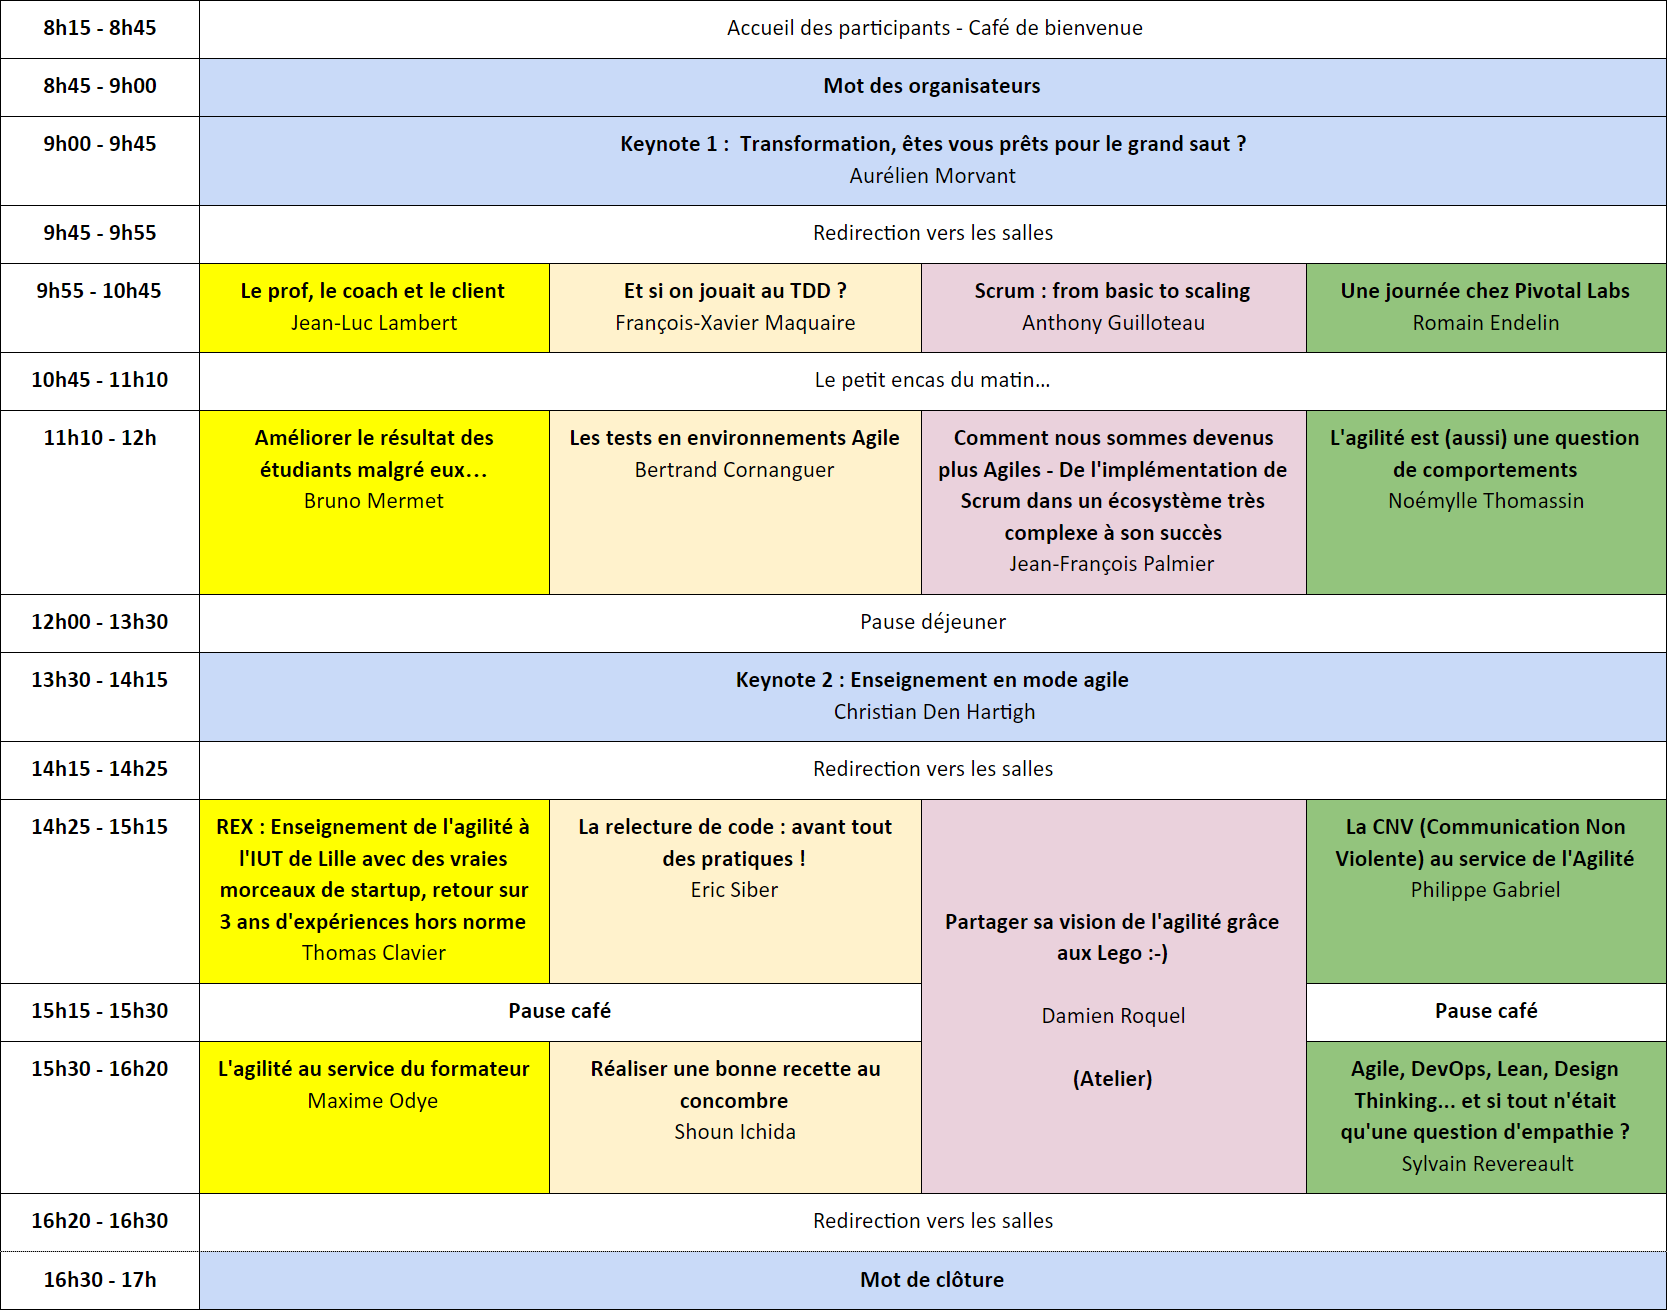 8h15 - 8h45
Accueil des participants - Café de bienvenue
8h45 - 9h00
Mot des organisateurs
9h00 - 9h45
Keynote 1 :  Transformation, êtes vous prêts pour le grand saut ?
Aurélien Morvant
9h45 - 9h55
Redirection vers les salles
9h55 - 10h45
Le prof, le coach et le client
Jean-Luc Lambert
Et si on jouait au TDD ?
François-Xavier Maquaire
Scrum : from basic to scaling
Anthony Guilloteau
Une journée chez Pivotal Labs
Romain Endelin
10h45 - 11h10
Le petit encas du matin...
11h10 - 12h
Améliorer le résultat des
étudiants malgré eux...
Bruno Mermet
Les tests en environnements Agile
Bertrand Cornanguer
Comment nous sommes devenus
plus Agiles - De l'implémentation de
Scrum dans un écosystème très
complexe à son succès
Jean-François Palmier
L'agilité est (aussi) une question
de comportements
Noémylle Thomassin
12h00 - 13h30
Pause déjeuner
13h30 - 14h15
Keynote 2 : Enseignement en mode agile
Christian Den Hartigh
14h15 - 14h25
Redirection vers les salles
14h25 - 15h15
REX : Enseignement de l'agilité à
l'IUT de Lille avec des vraies
morceaux de startup, retour sur
3 ans d'expériences hors norme
Thomas Clavier
La relecture de code : avant tout
des pratiques !
Eric Siber
Partager sa vision de l'agilité grâce
aux Lego :-)
Damien Roquel
(Atelier)
La CNV (Communication Non
Violente) au service de l'Agilité
Philippe Gabriel
15h15 - 15h30
Pause café
Pause café
15h30 - 16h20
L'agilité au service du formateur
Maxime Odye
Réaliser une bonne recette au
concombre
Shoun Ichida
Agile, DevOps, Lean, Design
Thinking... et si tout n'était
qu'une question d'empathie ?
Sylvain Revereault
16h20 - 16h30
Redirection vers les salles
16h30 - 17h
Mot de clôture